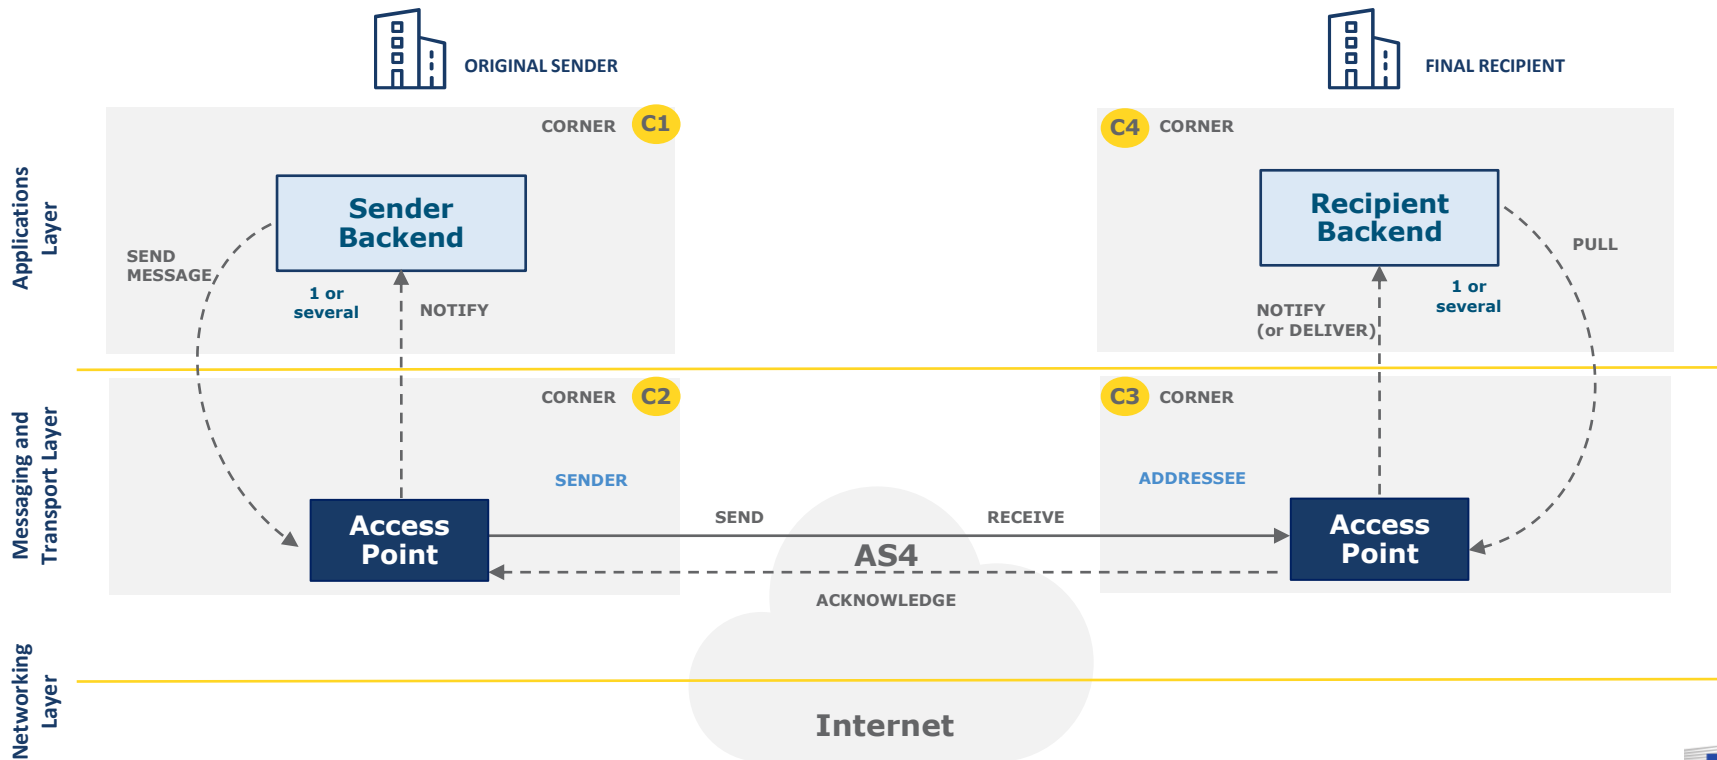 ORIGINAL SENDER
FINAL RECIPIENT
Applications
Layer
CORNER
C1
Sender
Backend
SEND
MESSAGE
1 or
several
NOTIFY
C4
CORNER
Recipient
Backend
PULL
1 or
several
NOTIFY
(or DELIVER)
Messaging and
Transport Layer
CORNER
C2
SENDER
Access
Point
C3
CORNER
ADDRESSEE
Access
Point
SEND
RECEIVE
AS4
ACKNOWLEDGE
Networking
Layer
Internet